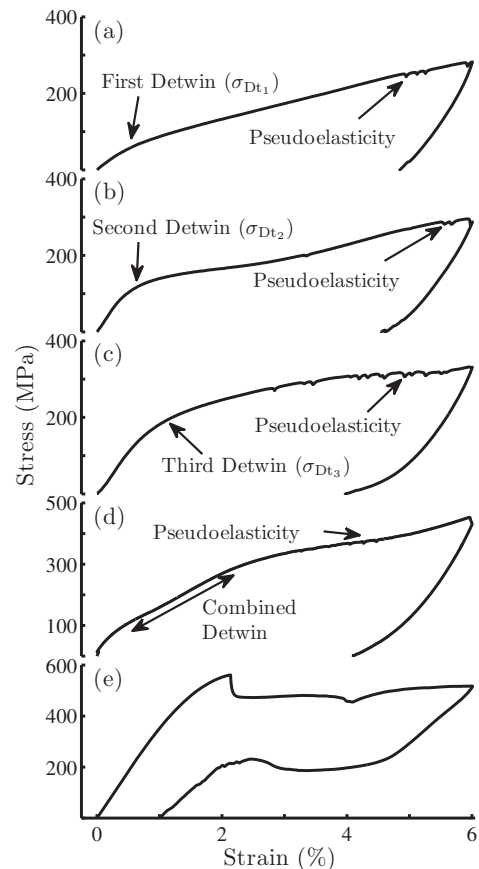 400
(a)
First Detwin (σDt₁)
200
Pseudoelasticity
400
(b)
Second Detwin (σDt₂)
200
Pseudoelasticity
400
(c)
200
Pseudoelasticity
Third Detwin (σDt₃)
Stress (MPa)
500
(d)
Pseudoelasticity
300
Combined
Detwin
100
600
(e)
400
200
0 2 4 6
Strain (%)